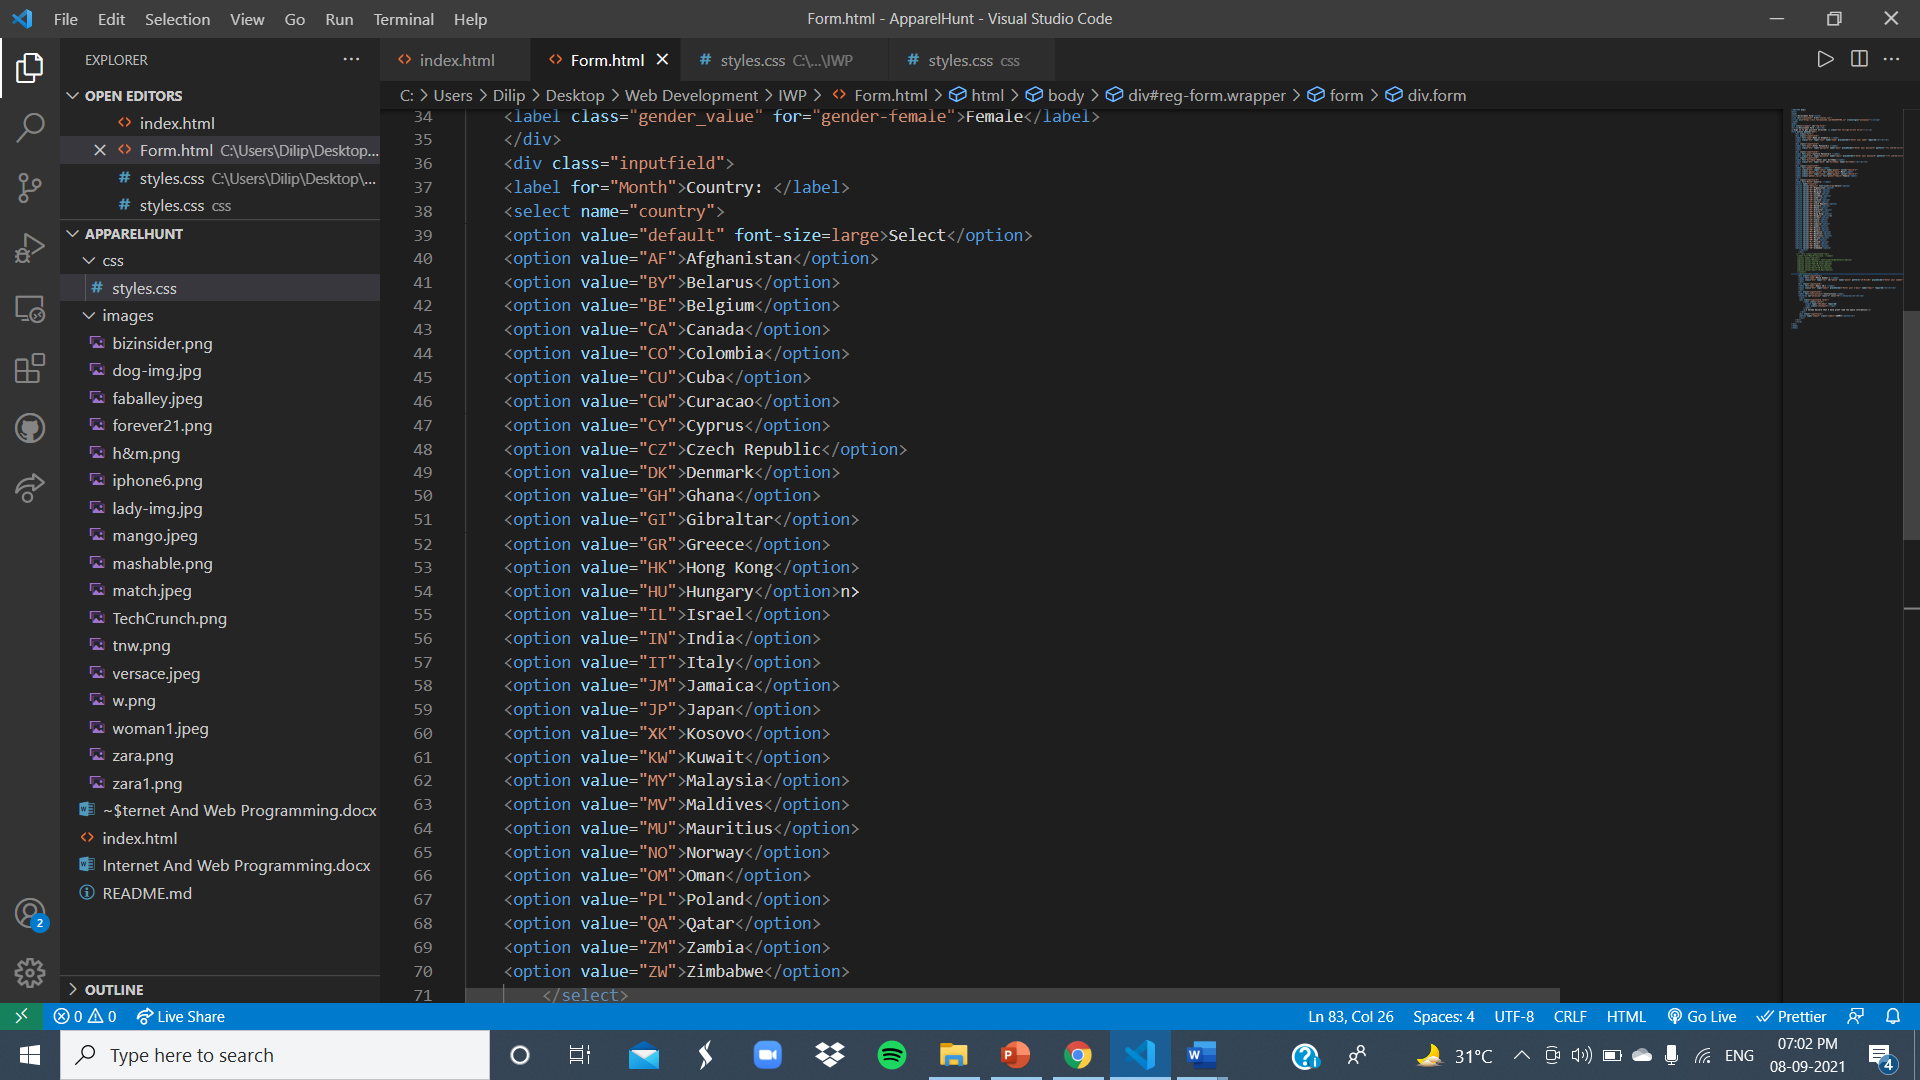 File Edit Selection View Go Run Terminal Help
Form.html - ApparelHunt - Visual Studio Code
EXPLORER
OPEN EDITORS
index.html
Form.html C:\Users\Dilip\Desktop...
styles.css C:\Users\Dilip\Desktop\...
styles.css css
APPARELHUNT
css
styles.css
images
bizinsider.png
dog-img.jpg
faballey.jpeg
forever21.png
h&m.png
iphone6.png
lady-img.jpg
mango.jpeg
mashable.png
match.jpeg
TechCrunch.png
tnw.png
versace.jpeg
w.png
woman1.jpeg
zara.png
zara1.png
~$ternet And Web Programming.docx
index.html
Internet And Web Programming.docx
README.md
OUTLINE
index.html Form.html styles.css C:\...\IWP styles.css css
C: > Users > Dilip > Desktop > Web Development > IWP > Form.html > html > body > div#reg-form.wrapper > form > div.form
34 <label class="gender_value" for="gender-female">Female</label>
35 </div>
36 <div class="inputfield">
37 <label for="Month">Country: </label>
38 <select name="country">
39 <option value="default" font-size=large>Select</option>
40 <option value="AF">Afghanistan</option>
41 <option value="BY">Belarus</option>
42 <option value="BE">Belgium</option>
43 <option value="CA">Canada</option>
44 <option value="CO">Colombia</option>
45 <option value="CU">Cuba</option>
46 <option value="CW">Curacao</option>
47 <option value="CY">Cyprus</option>
48 <option value="CZ">Czech Republic</option>
49 <option value="DK">Denmark</option>
50 <option value="GH">Ghana</option>
51 <option value="GI">Gibraltar</option>
52 <option value="GR">Greece</option>
53 <option value="HK">Hong Kong</option>
54 <option value="HU">Hungary</option>n>
55 <option value="IL">Israel</option>
56 <option value="IN">India</option>
57 <option value="IT">Italy</option>
58 <option value="JM">Jamaica</option>
59 <option value="JP">Japan</option>
60 <option value="XK">Kosovo</option>
61 <option value="KW">Kuwait</option>
62 <option value="MY">Malaysia</option>
63 <option value="MV">Maldives</option>
64 <option value="MU">Mauritius</option>
65 <option value="NO">Norway</option>
66 <option value="OM">Oman</option>
67 <option value="PL">Poland</option>
68 <option value="QA">Qatar</option>
69 <option value="ZM">Zambia</option>
70 <option value="ZW">Zimbabwe</option>
71 </select>
2
0 0 Live Share
Ln 83, Col 26 Spaces: 4 UTF-8 CRLF HTML Go Live Prettier
Type here to search
31°C ENG
07:02 PM
08-09-2021
4